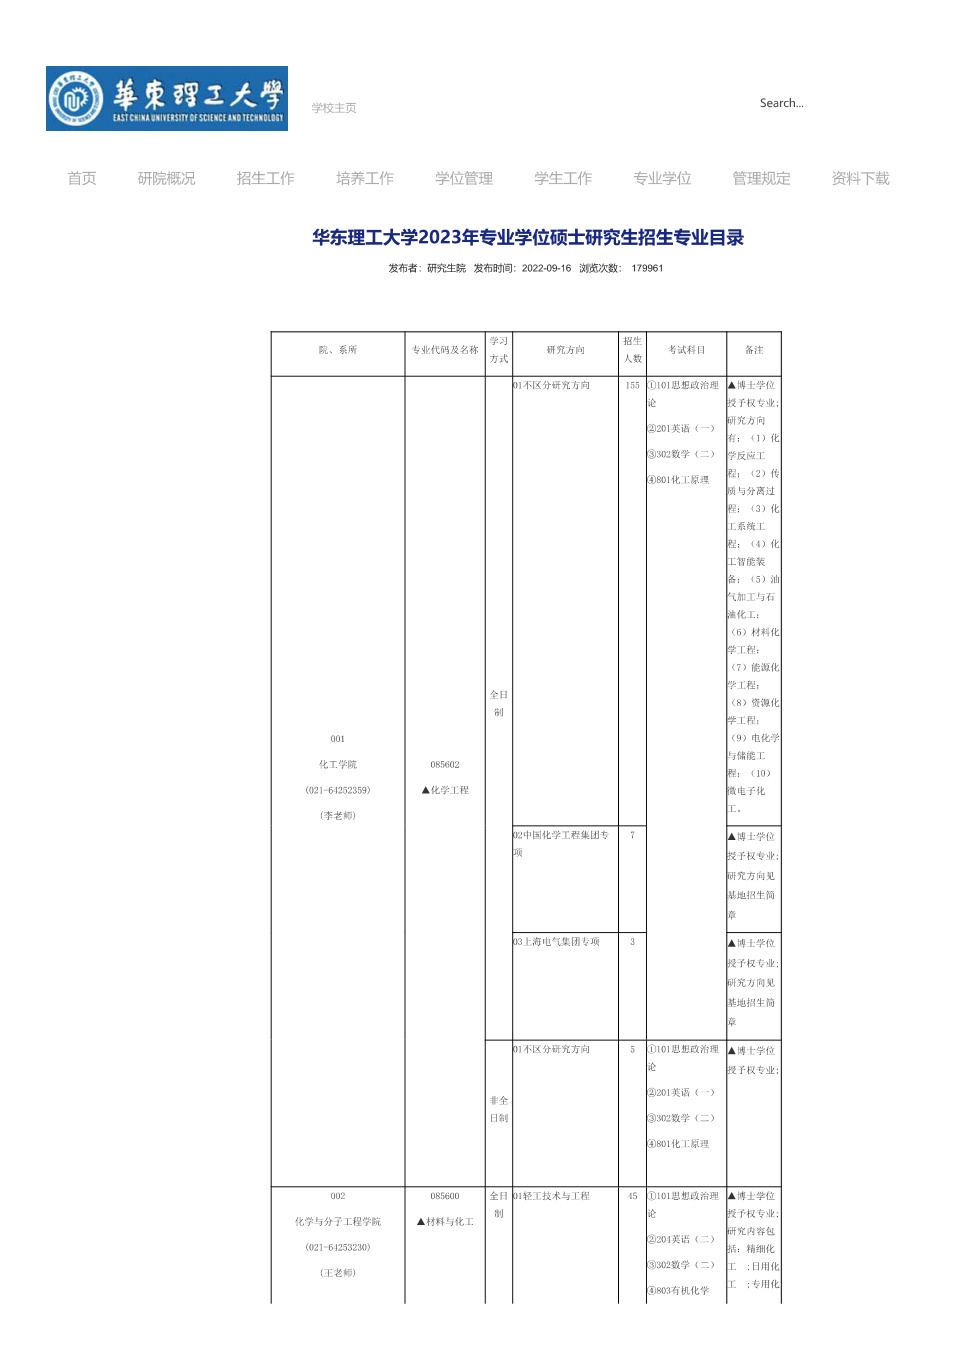 華東理工大學
EAST CHINA UNIVERSITY OF SCIENCE AND TECHNOLOGY
学校主页
Search...
首页 研院概况 招生工作 培养工作 学位管理 学生工作 专业学位 管理规定 资料下载
华东理工大学2023年专业学位硕士研究生招生专业目录
发布者：研究生院 发布时间：2022-09-16 浏览次数： 179961
院、系所
专业代码及名称
学习
方式
研究方向
招生
人数
考试科目
备注
001
化工学院
(021-64252359)
(李老师)
085602
▲化学工程
全日
制
01不区分研究方向
155
①101思想政治理
论
②201英语（一）
③302数学（二）
④801化工原理
▲博士学位
授予权专业;
研究方向
有：（1）化
学反应工
程；（2）传
质与分离过
程；（3）化
工系统工
程；（4）化
工智能装
备；（5）油
气加工与石
油化工；
（6）材料化
学工程；
（7）能源化
学工程；
（8）资源化
学工程；
（9）电化学
与储能工
程；（10）
微电子化
工。
02中国化学工程集团专
项
7
▲博士学位
授予权专业;
研究方向见
基地招生简
章
03上海电气集团专项
3
▲博士学位
授予权专业;
研究方向见
基地招生简
章
非全
日制
01不区分研究方向
5
①101思想政治理
论
②201英语（一）
③302数学（二）
④801化工原理
▲博士学位
授予权专业;
002
化学与分子工程学院
(021-64253230)
(王老师)
085600
▲材料与化工
全日
制
01轻工技术与工程
45
①101思想政治理
论
②204英语（二）
③302数学（二）
④803有机化学
▲博士学位
授予权专业;
研究内容包
括：精细化
工 ;日用化
工 ;专用化